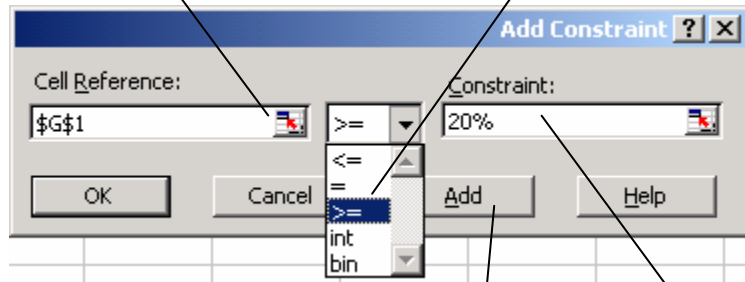 Add Constraint ? X
Cell Reference: Constraint:
$G$1 >= 20%
<=
=
OK Cancel Add Help
>=
int
bin